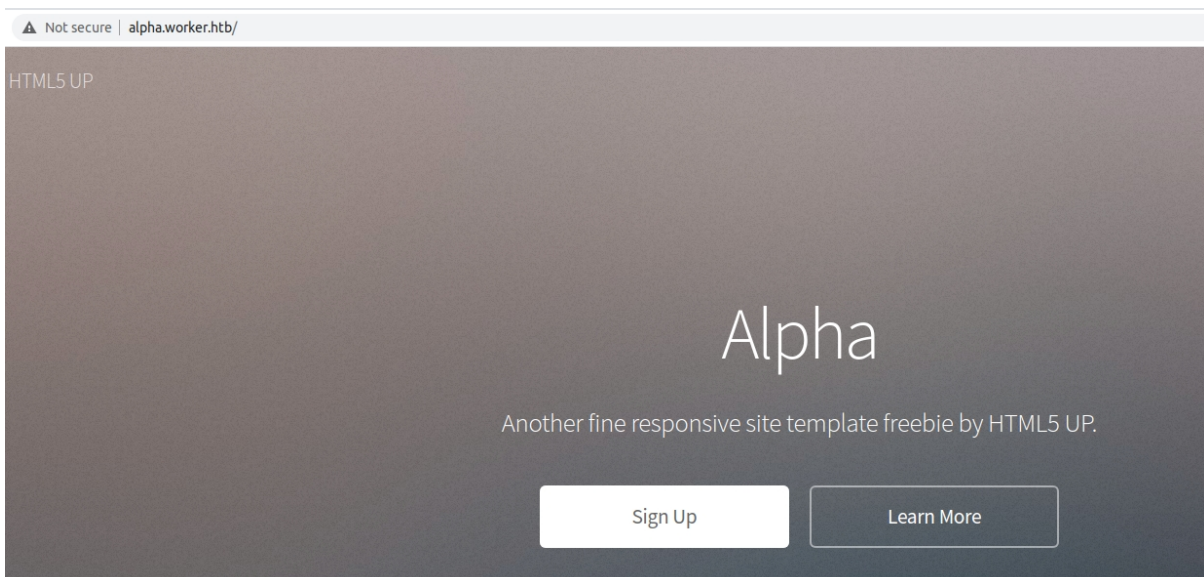 Not secure | alpha.worker.htb/
HTML5 UP
Alpha
Another fine responsive site template freebie by HTML5 UP.
Sign Up
Learn More